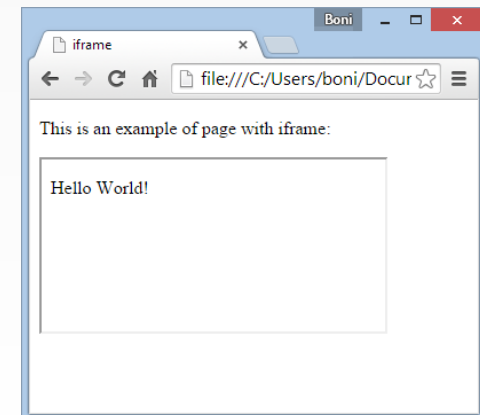 Boni
iframe
file:///C:/Users/boni/Docur
This is an example of page with iframe:
Hello World!